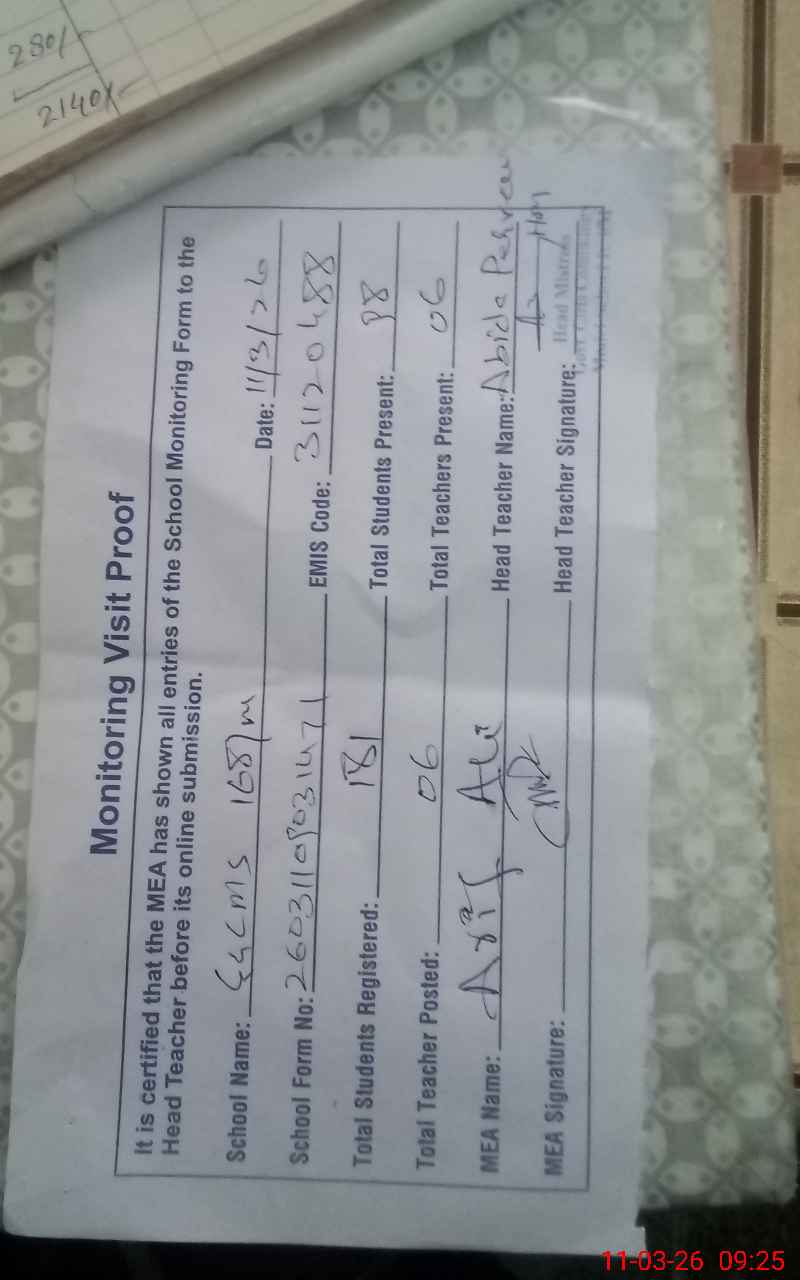 280/
2140/-
Monitoring Visit Proof
It is certified that the MEA has shown all entries of the School Monitoring Form to the
Head Teacher before its online submission.
School Name: GGCMS 168/m Date: 11/3/26
School Form No: 26031109031471 EMIS Code: 31120488
Total Students Registered: 181 Total Students Present: 98
Total Teacher Posted: 06 Total Teachers Present: 06
MEA Name: Arif Ali Head Teacher Name: Abida Parveen
MEA Signature: Head Teacher Signature:
Head Mistress
11-03-26 09:25